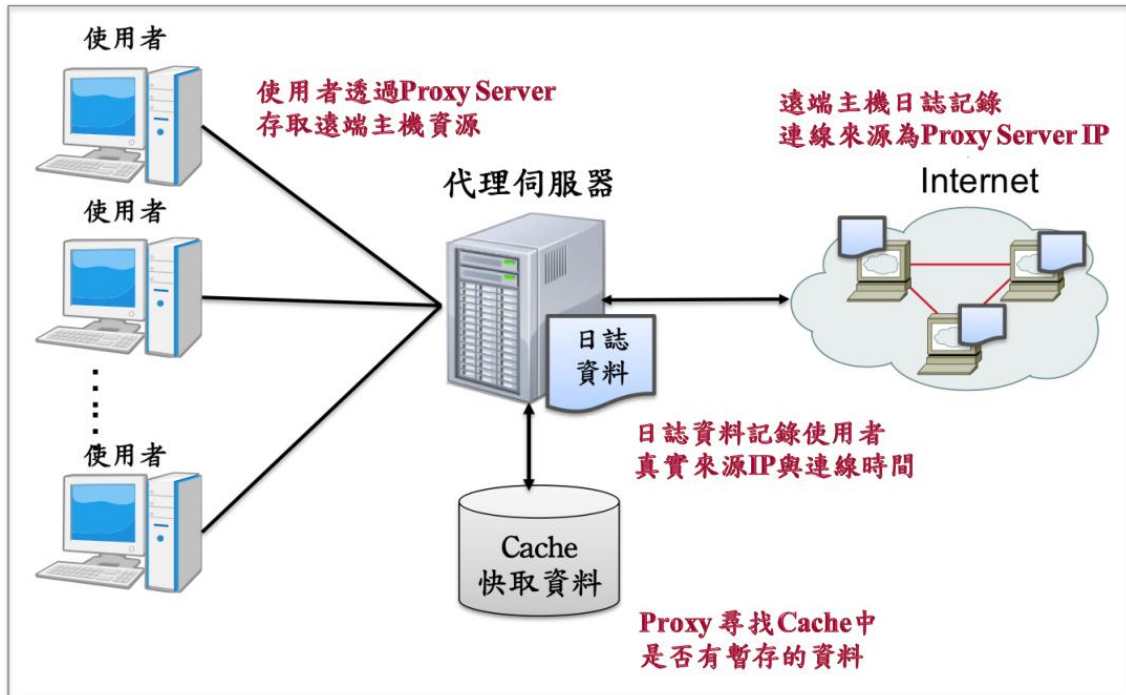 使用者
使用者透過Proxy Server
存取遠端主機資源
遠端主機日誌記錄
連線來源為Proxy Server IP
Internet
代理伺服器
使用者
日誌
資料
日誌資料記錄使用者
真實來源IP與連線時間
使用者
Cache
快取資料
Proxy 尋找Cache中
是否有暫存的資料